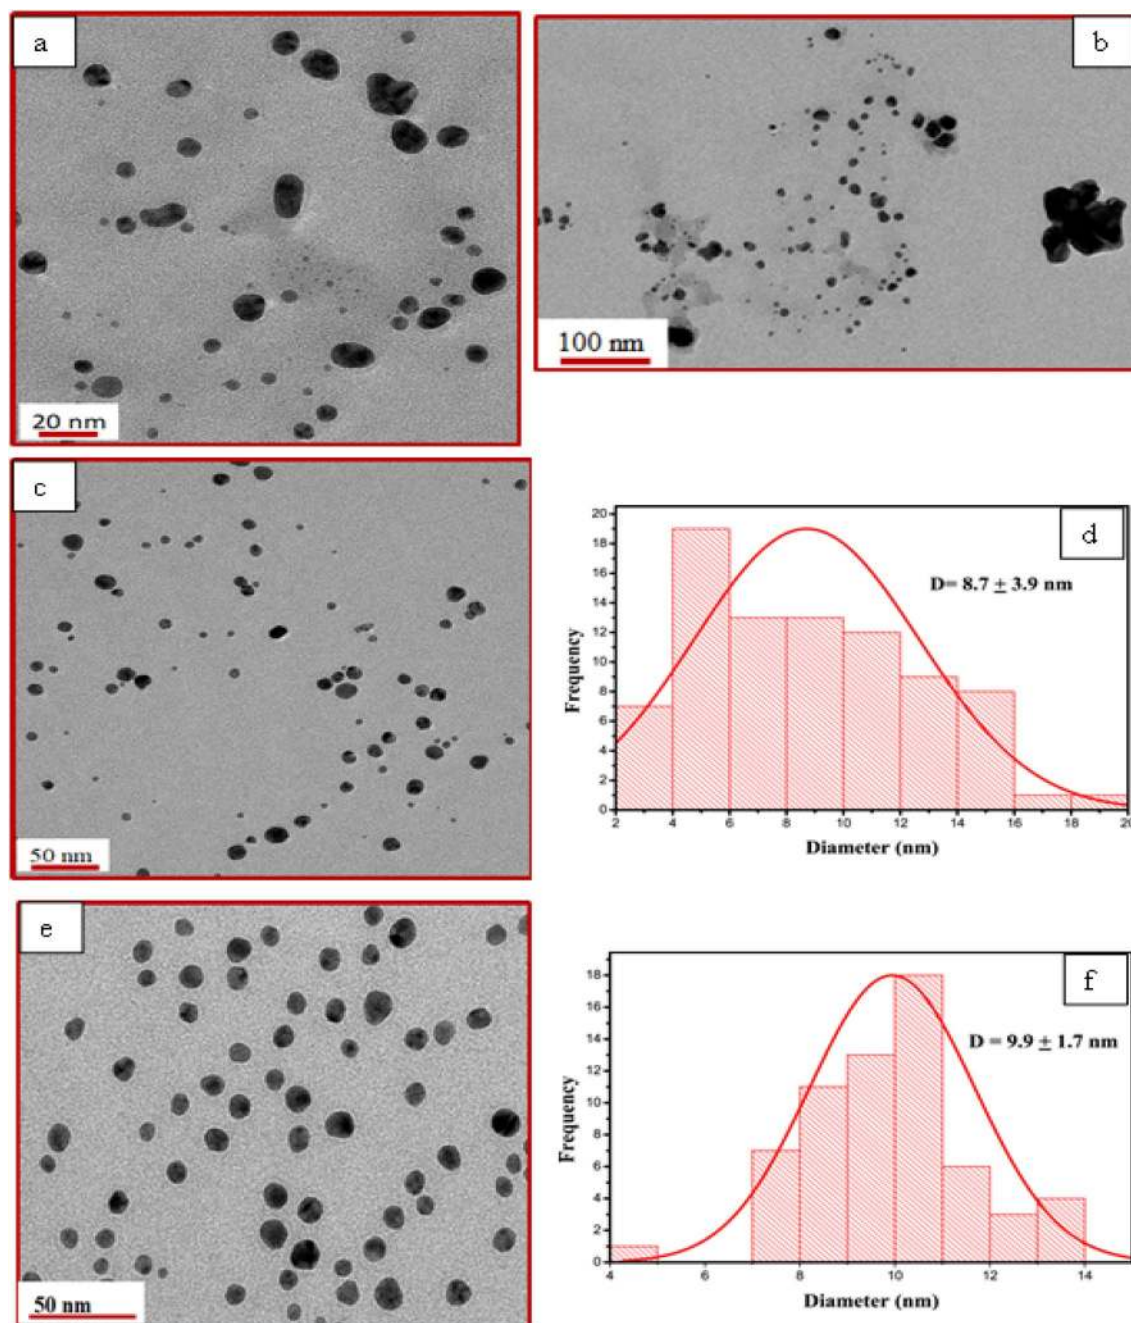 a
20 nm
b
100 nm
c
50 nm
d
D= 8.7 ± 3.9 nm
Frequency
20
18
16
14
12
10
8
6
4
2
0
2 4 6 8 10 12 14 16 18 20
Diameter (nm)
e
50 nm
f
D = 9.9 ± 1.7 nm
Frequency
18
16
14
12
10
8
6
4
2
0
4 6 8 10 12 14
Diameter (nm)